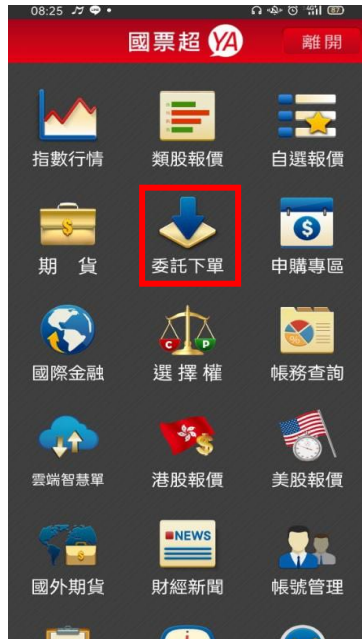 08:25
國票超 YA
離開
指數行情 類股報價 自選報價
$ $
期 貨 委託下單 申購專區
C P
國際金融 選擇權 帳務查詢
$
雲端智慧單 港股報價 美股報價
NEWS
國外期貨 財經新聞 帳號管理